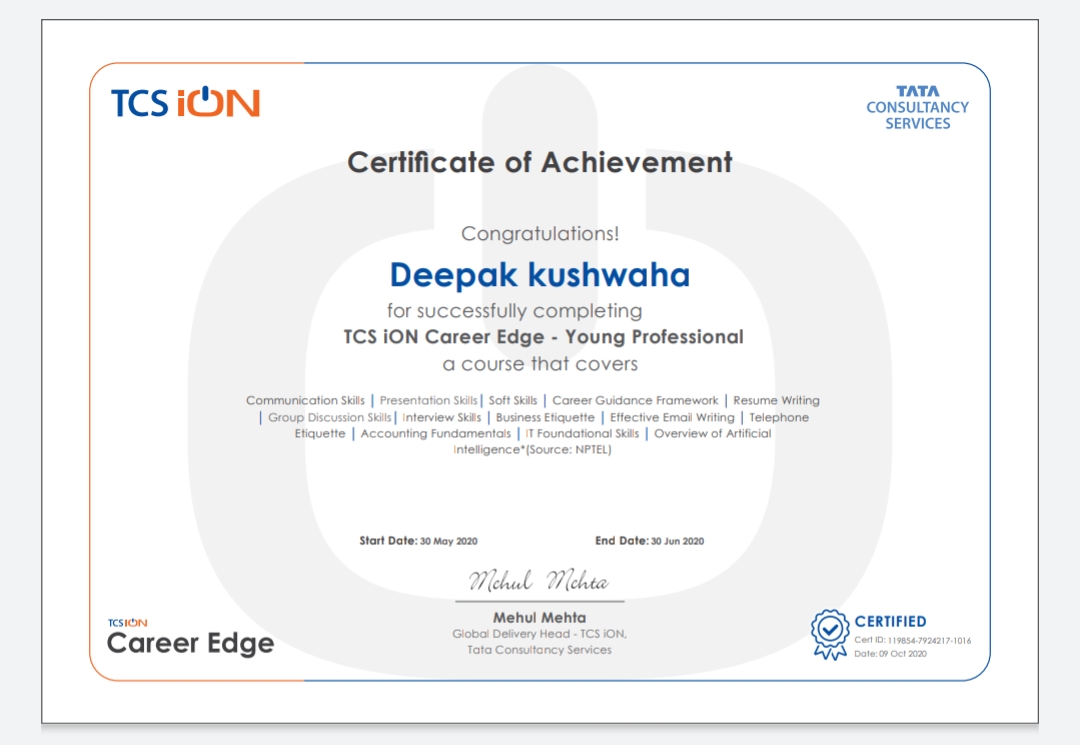 TCS iON
TATA
CONSULTANCY
SERVICES
Certificate of Achievement
Congratulations!
Deepak kushwaha
for successfully completing
TCS iON Career Edge - Young Professional
a course that covers
Communication Skills | Presentation Skills| Soft Skills | Career Guidance Framework | Resume Writing
| Group Discussion Skills| Interview Skills | Business Etiquette | Effective Email Writing | Telephone
Etiquette | Accounting Fundamentals | IT Foundational Skills | Overview of Artificial
Intelligence*(Source: NPTEL)
Start Date: 30 May 2020 End Date: 30 Jun 2020
Mehul Mehta
Mehul Mehta
Global Delivery Head - TCS iON,
Tata Consultancy Services
TCS iON
Career Edge
CERTIFIED
Cert ID: 119854-7924217-1016
Date: 09 Oct 2020